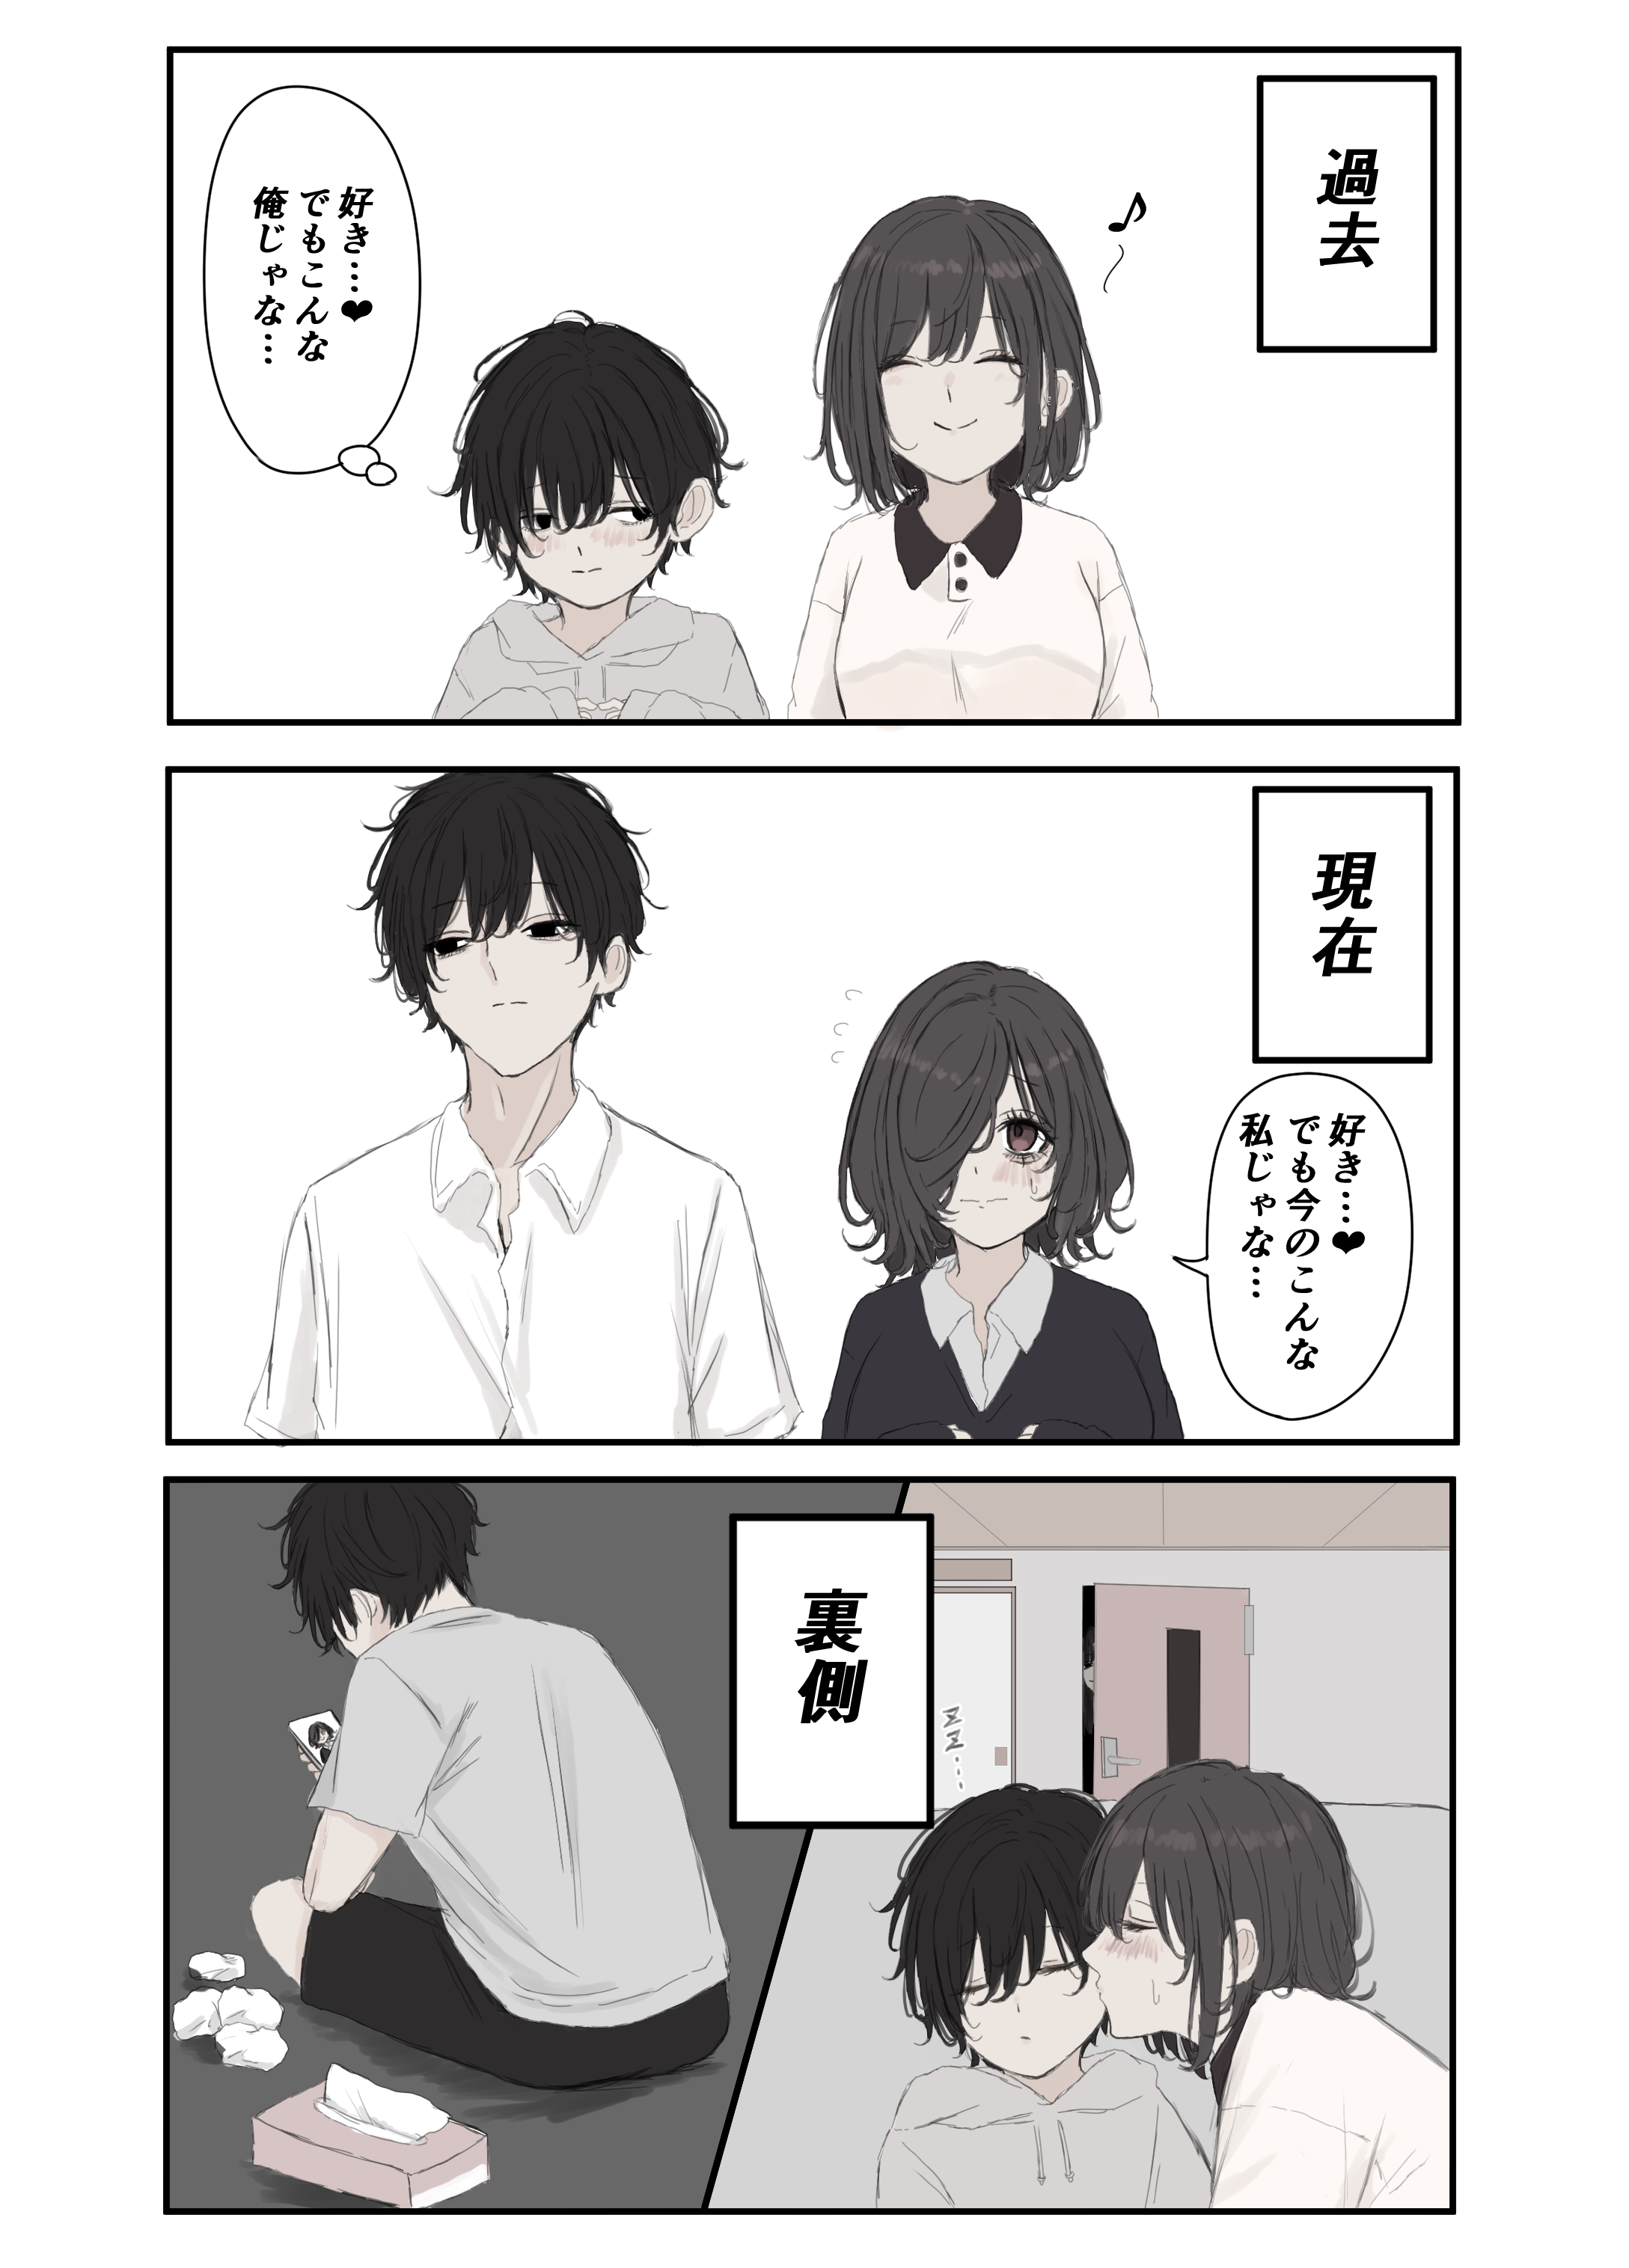 過去
好き…❤
でもこんな
俺じゃな…
現在
好き…❤
でも今のこんな
私じゃな…
裏側
zz…